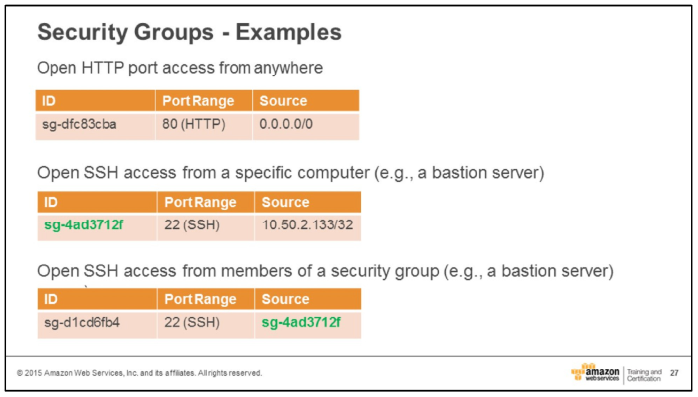 Security Groups - Examples
Open HTTP port access from anywhere
ID Port Range Source
sg-dfc83cba 80 (HTTP) 0.0.0.0/0
Open SSH access from a specific computer (e.g., a bastion server)
ID Port Range Source
sg-4ad3712f 22 (SSH) 10.50.2.133/32
Open SSH access from members of a security group (e.g., a bastion server)
ID Port Range Source
sg-d1cd6fb4 22 (SSH) sg-4ad3712f
© 2015 Amazon Web Services, Inc. and its affiliates. All rights reserved.
amazon web services Training and Certification 27